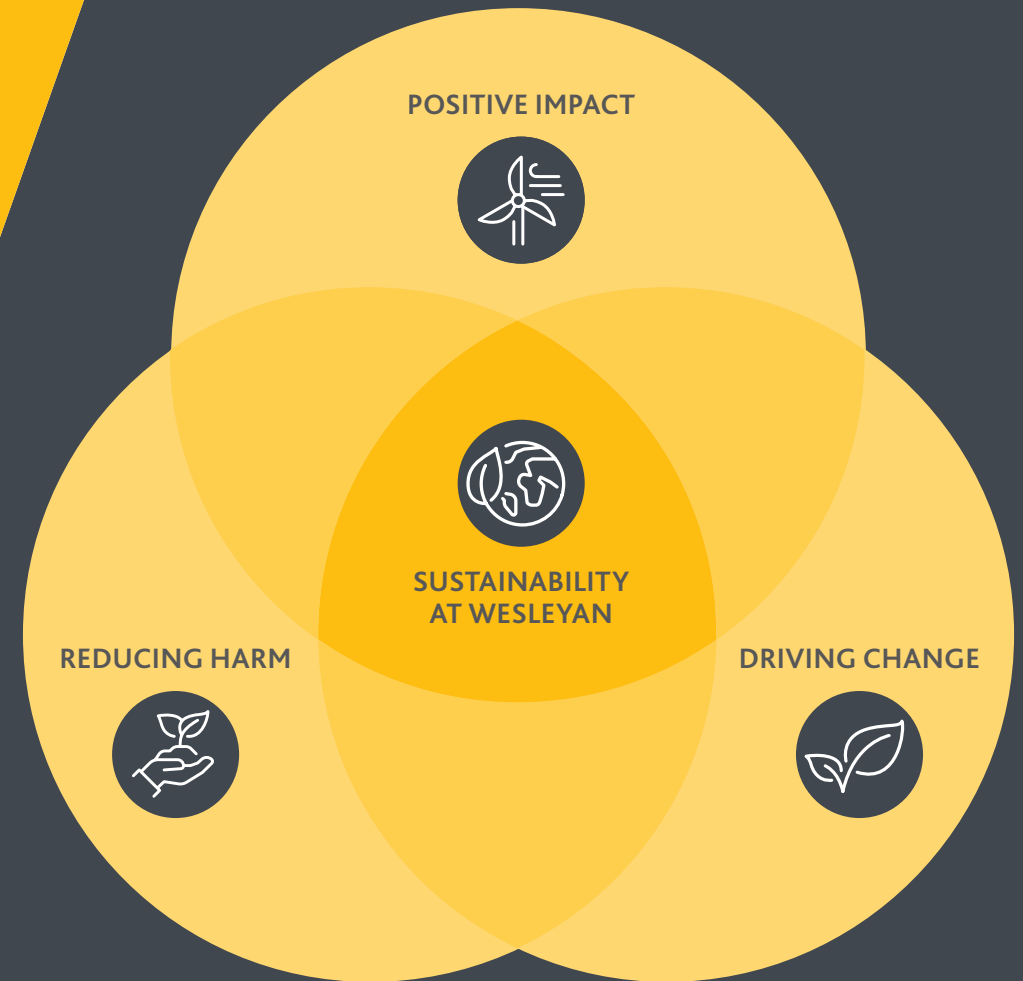 POSITIVE IMPACT
SUSTAINABILITY
AT WESLEYAN
REDUCING HARM
DRIVING CHANGE